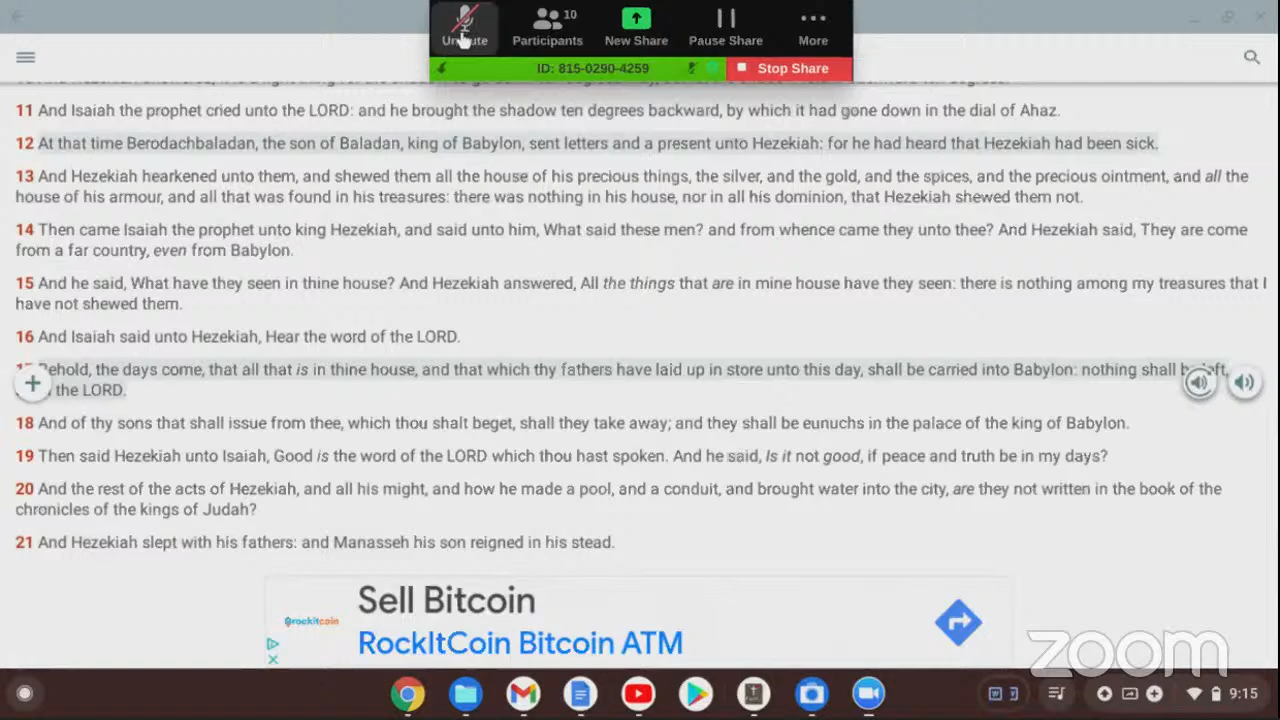 Unmute
10
Participants
New Share
Pause Share
More
ID: 815-0290-4259
Stop Share
11 And Isaiah the prophet cried unto the LORD: and he brought the shadow ten degrees backward, by which it had gone down in the dial of Ahaz.
12 At that time Berodachbaladan, the son of Baladan, king of Babylon, sent letters and a present unto Hezekiah: for he had heard that Hezekiah had been sick.
13 And Hezekiah hearkened unto them, and shewed them all the house of his precious things, the silver, and the gold, and the spices, and the precious ointment, and all the
house of his armour, and all that was found in his treasures: there was nothing in his house, nor in all his dominion, that Hezekiah shewed them not.
14 Then came Isaiah the prophet unto king Hezekiah, and said unto him, What said these men? and from whence came they unto thee? And Hezekiah said, They are come
from a far country, even from Babylon.
15 And he said, What have they seen in thine house? And Hezekiah answered, All the things that are in mine house have they seen: there is nothing among my treasures that I
have not shewed them.
16 And Isaiah said unto Hezekiah, Hear the word of the LORD.
Behold, the days come, that all that is in thine house, and that which thy fathers have laid up in store unto this day, shall be carried into Babylon: nothing shall be left,
the LORD.
18 And of thy sons that shall issue from thee, which thou shalt beget, shall they take away; and they shall be eunuchs in the palace of the king of Babylon.
19 Then said Hezekiah unto Isaiah, Good is the word of the LORD which thou hast spoken. And he said, Is it not good, if peace and truth be in my days?
20 And the rest of the acts of Hezekiah, and all his might, and how he made a pool, and a conduit, and brought water into the city, are they not written in the book of the
chronicles of the kings of Judah?
21 And Hezekiah slept with his fathers: and Manasseh his son reigned in his stead.
Sell Bitcoin
rockitcoin
RockItCoin Bitcoin ATM
zoom
9:15